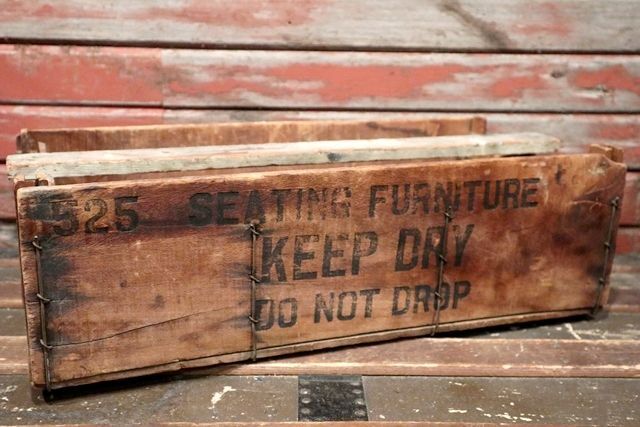 525 SEATING FURNITURE
KEEP DRY
DO NOT DROP